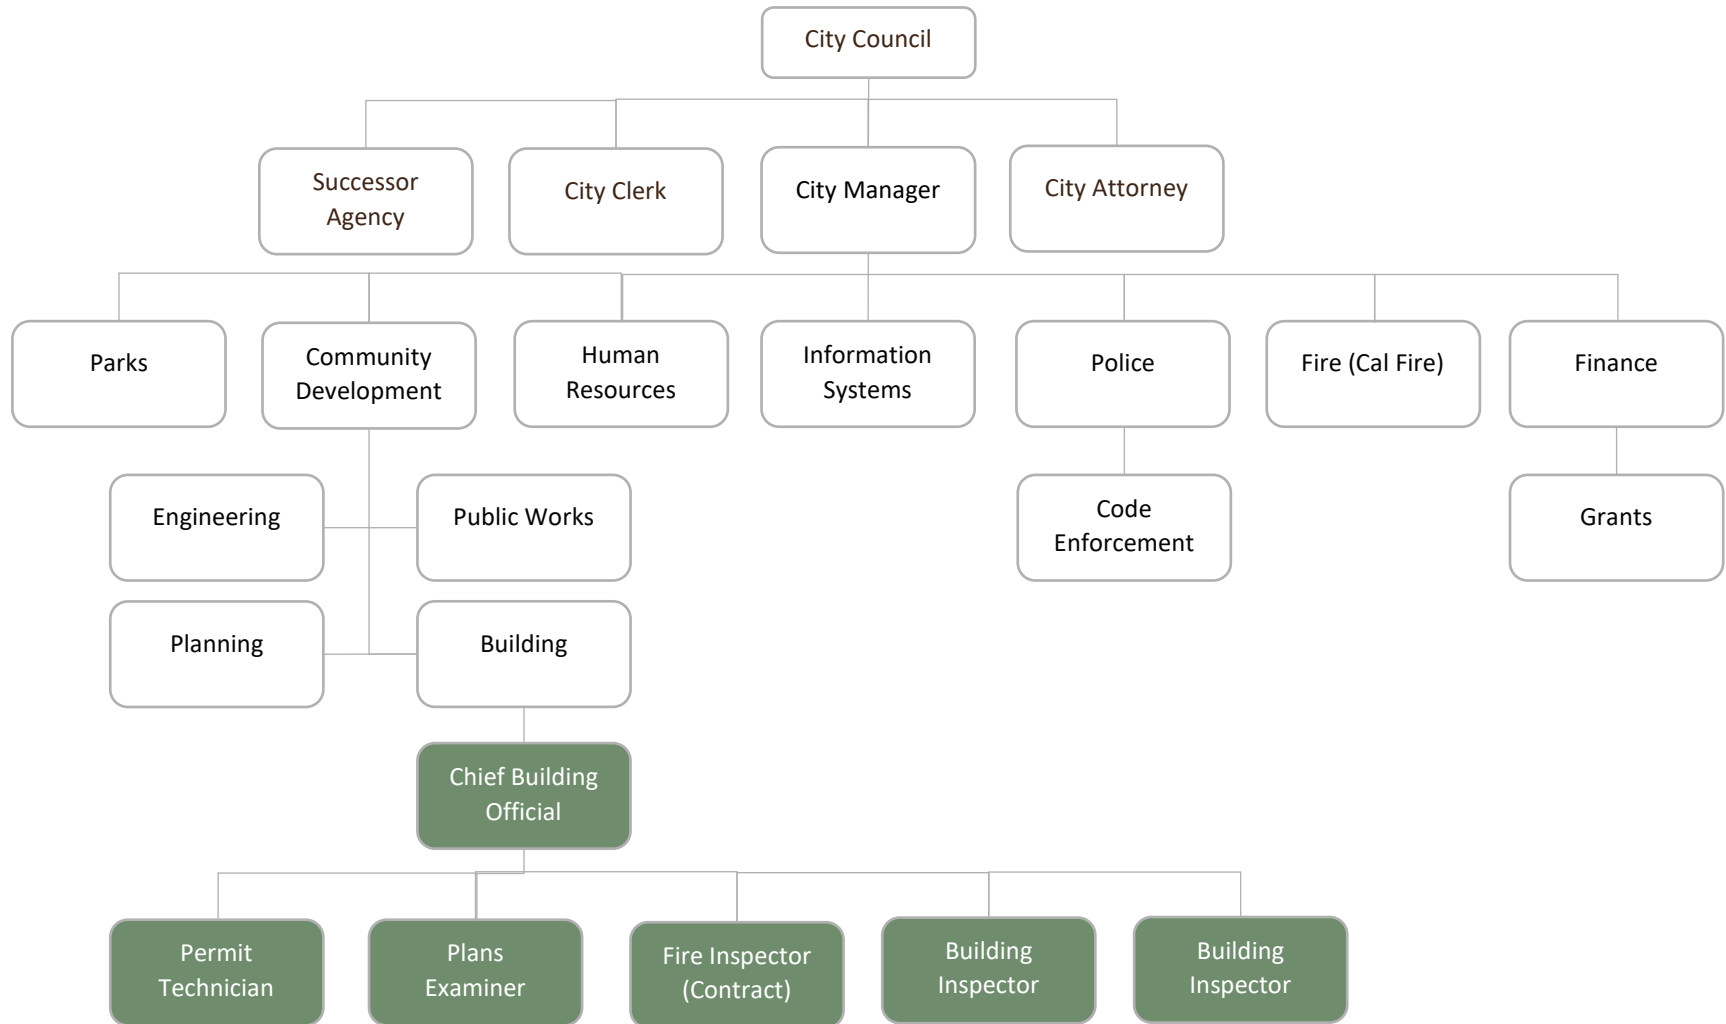 City Council
Successor
Agency
City Clerk
City Manager
City Attorney
Parks
Community
Development
Human
Resources
Information
Systems
Police
Fire (Cal Fire)
Finance
Engineering
Public Works
Code
Enforcement
Grants
Planning
Building
Chief Building
Official
Permit
Technician
Plans
Examiner
Fire Inspector
(Contract)
Building
Inspector
Building
Inspector